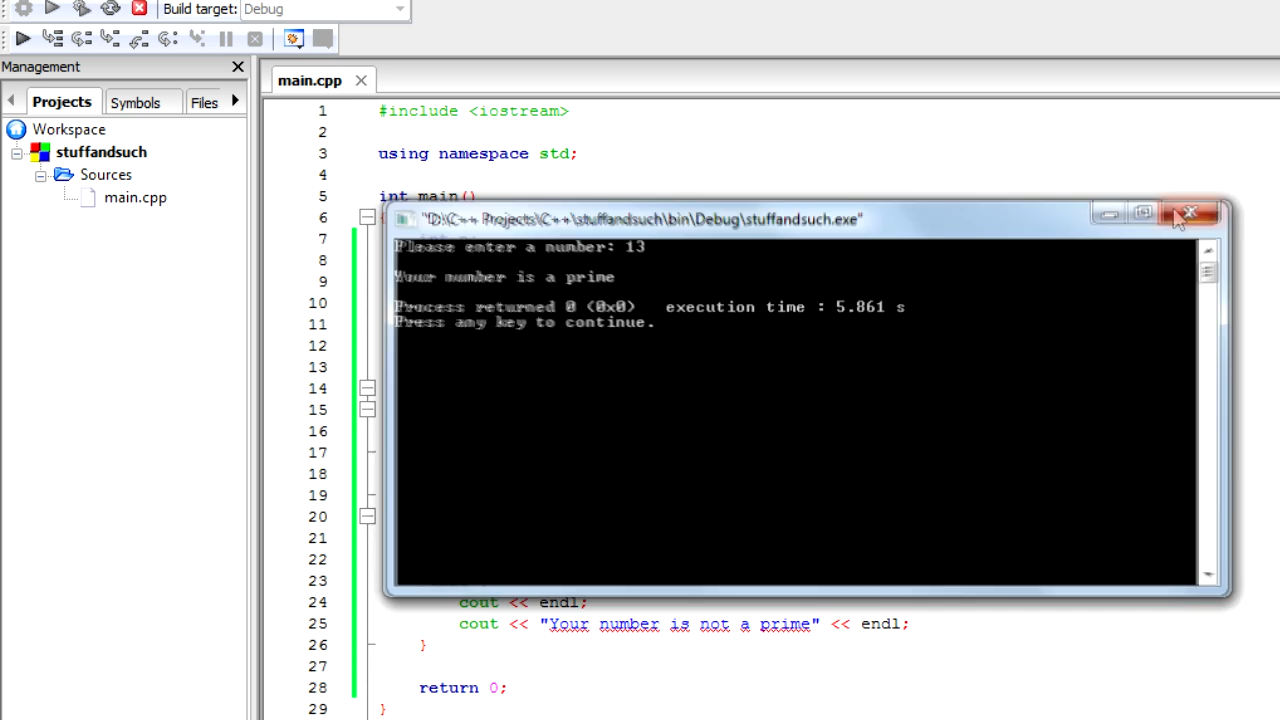 Build target: Debug
Management
main.cpp
Projects Symbols Files
Workspace
stuffandsuch
Sources
main.cpp
1 #include <iostream>
2
3 using namespace std;
4
5 int main()
6
7
8
9
10
11
12
13
14
15
16
17
18
19
20
21
22
23
24 cout << endl;
25 cout << "Your number is not a prime" << endl;
26 }
27
28 return 0;
29 }
"D:\C++ Projects\C++\stuffandsuch\bin\Debug\stuffandsuch.exe"
Please enter a number: 13
Your number is a prime
Process returned 0 (0x0) execution time : 5.861 s
Press any key to continue.